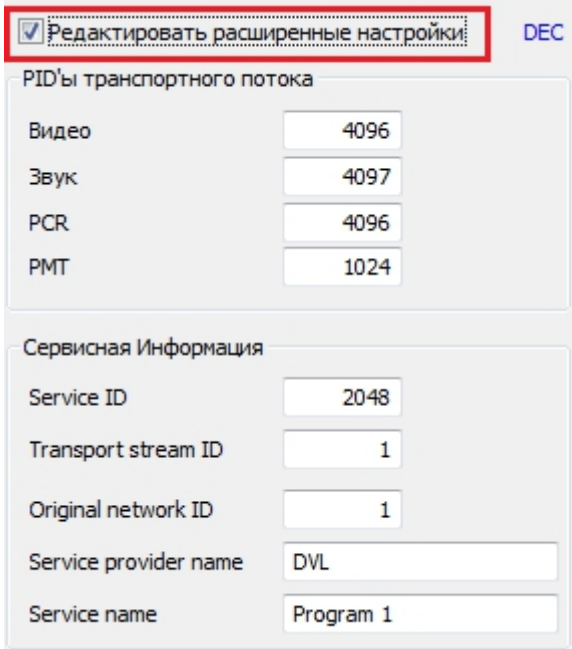 Редактировать расширенные настройки DEC
PID'ы транспортного потока
Видео 4096
Звук 4097
PCR 4096
PMT 1024
Сервисная Информация
Service ID 2048
Transport stream ID 1
Original network ID 1
Service provider name DVL
Service name Program 1